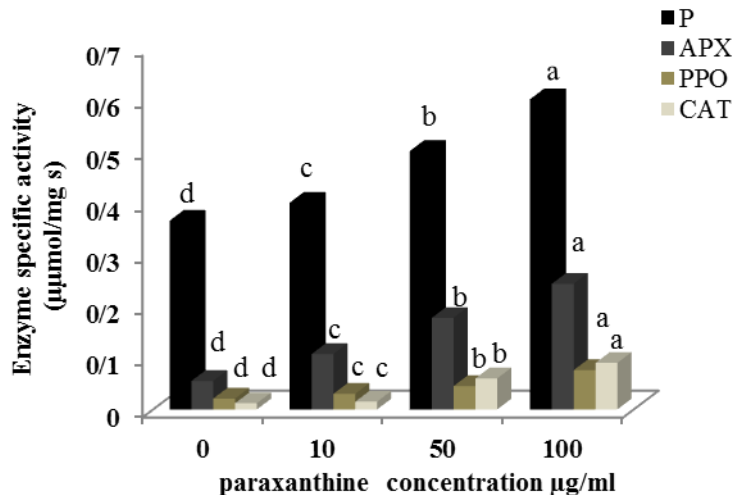 P
APX
PPO
CAT
Enzyme specific activity
(µµmol/mg s)
0/7
0/6
0/5
0/4
0/3
0/2
0/1
0
d
d
d
d
c
c
c
c
b
b
b
b
a
a
a
a
0
10
50
100
paraxanthine concentration µg/ml